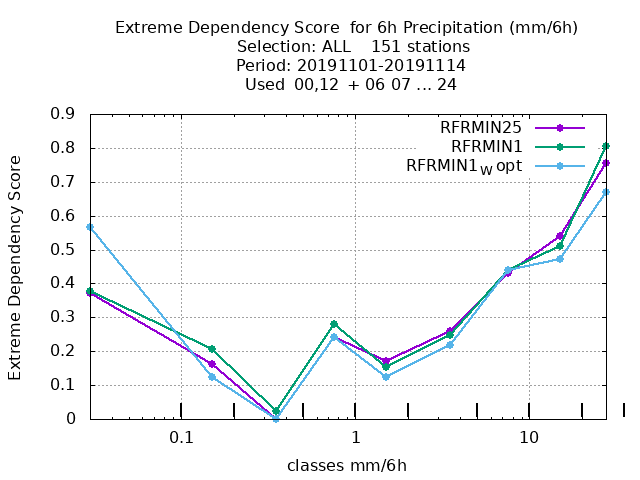 Extreme Dependency Score  for 6h Precipitation (mm/6h)
Selection: ALL    151 stations
Period: 20191101-20191114
Used  00,12  + 06 07 ... 24
RFRMIN25
RFRMIN1
RFRMIN1W opt
Extreme Dependency Score
0.9
0.8
0.7
0.6
0.5
0.4
0.3
0.2
0.1
0
0.1
1
10
classes mm/6h